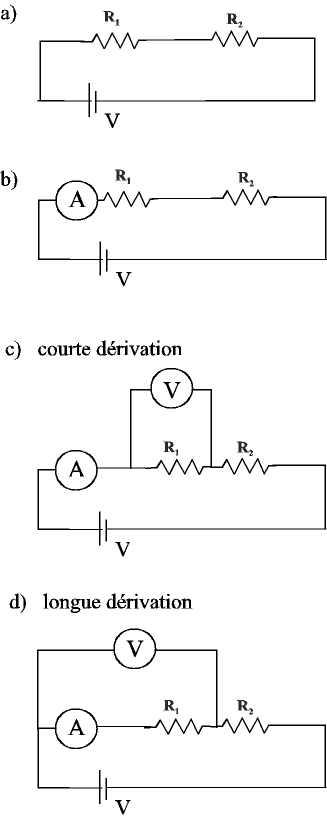 a)
R₁ R₂
V
b)
A R₁ R₂
V
c) courte dérivation
V
A R₁ R₂
V
d) longue dérivation
V
A R₁ R₂
V